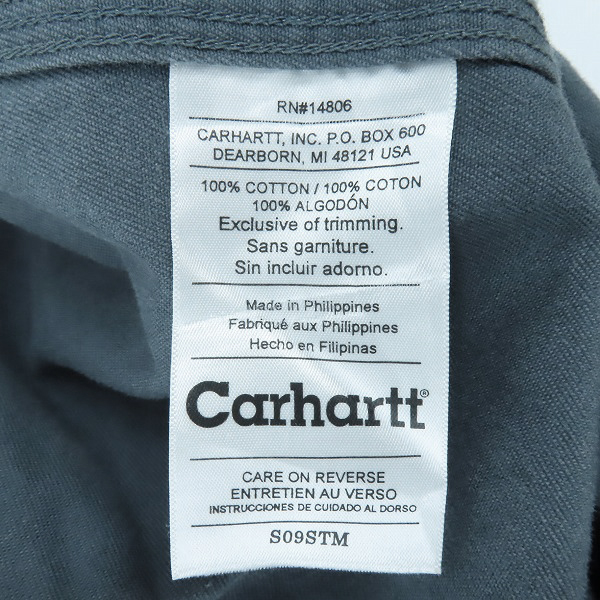 RN#14806
CARHARTT, INC. P.O. BOX 600
DEARBORN, MI 48121 USA
100% COTTON / 100% COTON
100% ALGODÓN
Exclusive of trimming.
Sans garniture.
Sin incluir adorno.
Made in Philippines
Fabriqué aux Philippines
Hecho en Filipinas
Carhartt®
CARE ON REVERSE
ENTRETIEN AU VERSO
INSTRUCCIONES DE CUIDADO AL DORSO
S09STM